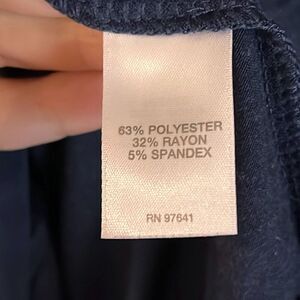 63% POLYESTER
32% RAYON
5% SPANDEX
RN 97641